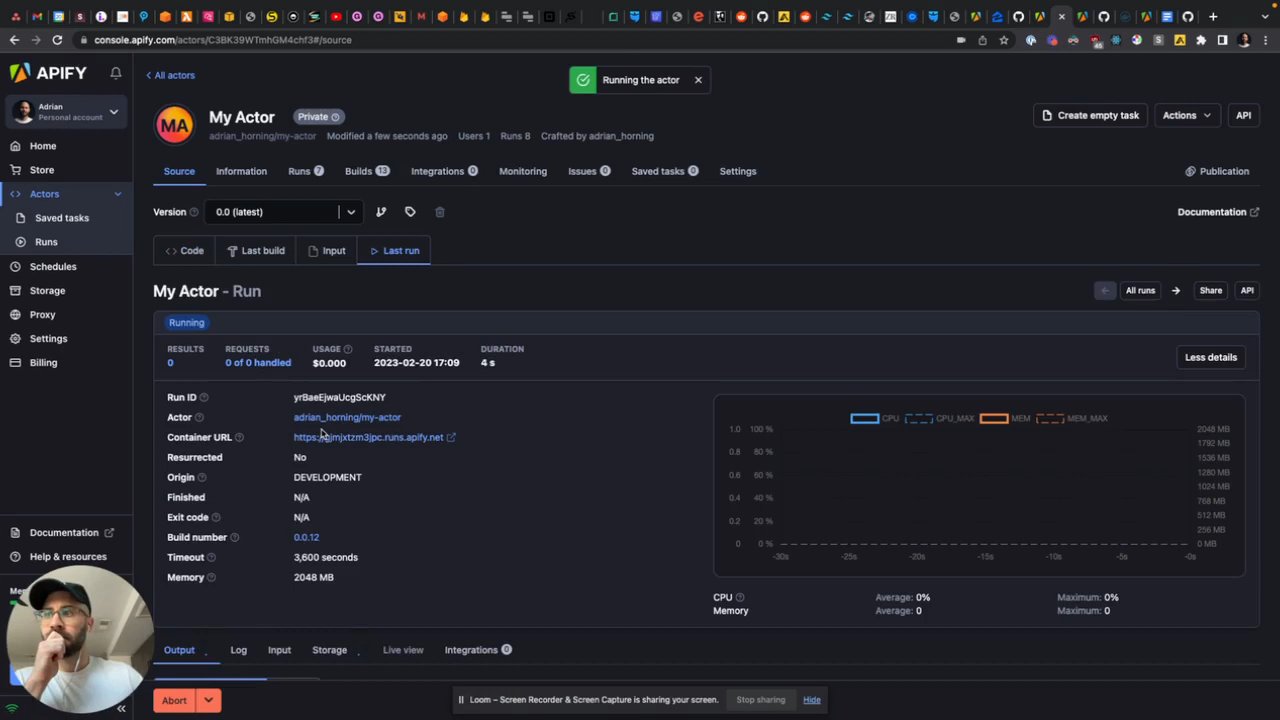 console.apify.com/actors/C3BK39WTmhGM4chf3#/source
APIFY
All actors
Running the actor
Adrian
Personal account
MA
My Actor
Private
adrian_horning/my-actor Modified a few seconds ago Users 1 Runs 8 Crafted by adrian_horning
Create empty task
Actions
API
Home
Store
Actors
Saved tasks
Runs
Schedules
Storage
Proxy
Settings
Billing
Source
Information
Runs 7
Builds 13
Integrations 0
Monitoring
Issues 0
Saved tasks 0
Settings
Publication
Version
0.0 (latest)
Documentation
Code
Last build
Input
Last run
My Actor - Run
All runs
Share
API
Running
RESULTS
0
REQUESTS
0 of 0 handled
USAGE
$0.000
STARTED
2023-02-20 17:09
DURATION
4 s
Less details
Run ID yrBaeEjwaUcgScKNY
Actor adrian_horning/my-actor
Container URL
Resurrected No
Origin DEVELOPMENT
Finished N/A
Exit code N/A
Build number 0.0.12
Timeout 3,600 seconds
Memory 2048 MB
CPU CPU_MAX MEM MEM_MAX
1.0 100 % 2048 MB
1792 MB
0.8 80 % 1536 MB
1280 MB
0.6 60 %
0.4 40 % 1024 MB
768 MB
0.2 20 % 512 MB
256 MB
0 0 % 0 MB
-30s -25s -20s -15s -10s -5s -0s
CPU Average: 0% Maximum: 0%
Memory Average: 0 Maximum: 0
Documentation
Help & resources
Output
Log
Input
Storage
Live view
Integrations 0
Abort
Loom – Screen Recorder & Screen Capture is sharing your screen.
Stop sharing
Hide